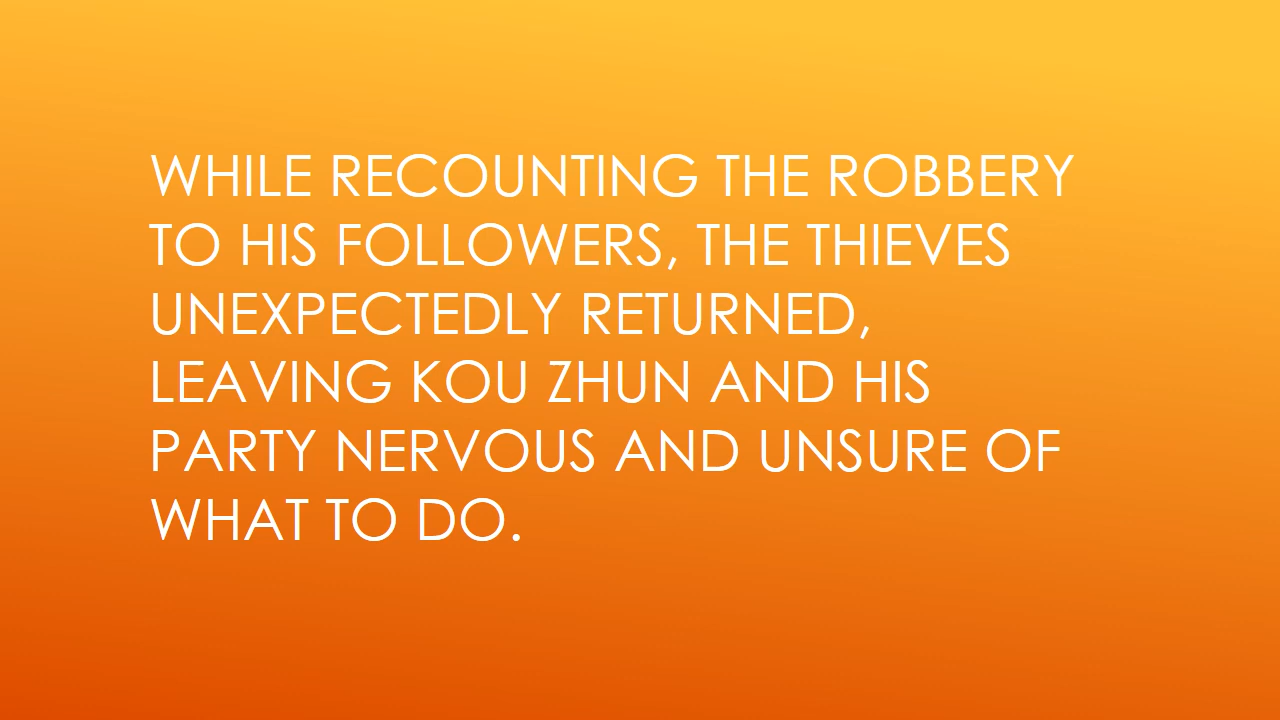 WHILE RECOUNTING THE ROBBERY
TO HIS FOLLOWERS, THE THIEVES
UNEXPECTEDLY RETURNED,
LEAVING KOU ZHUN AND HIS
PARTY NERVOUS AND UNSURE OF
WHAT TO DO.